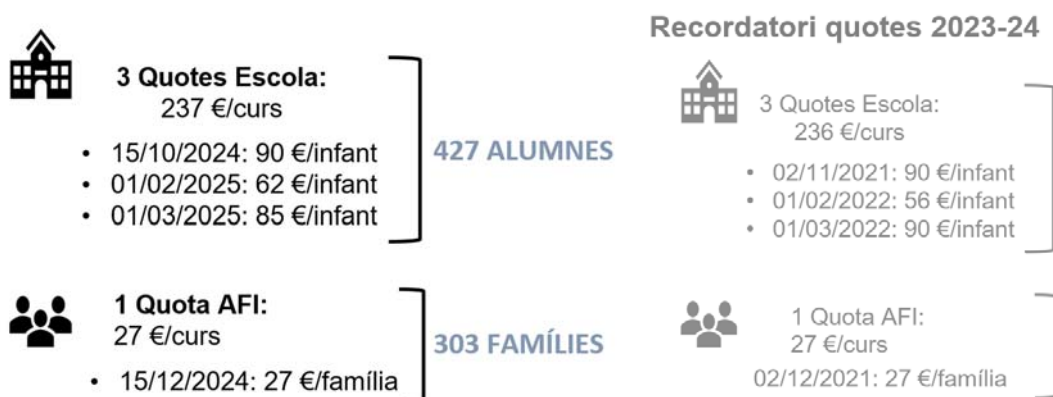 3 Quotes Escola:
237 €/curs
• 15/10/2024: 90 €/infant
• 01/02/2025: 62 €/infant
• 01/03/2025: 85 €/infant
427 ALUMNES
1 Quota AFI:
27 €/curs
• 15/12/2024: 27 €/família
303 FAMÍLIES
Recordatori quotes 2023-24
3 Quotes Escola:
236 €/curs
• 02/11/2021: 90 €/infant
• 01/02/2022: 56 €/infant
• 01/03/2022: 90 €/infant
1 Quota AFI:
27 €/curs
02/12/2021: 27 €/família